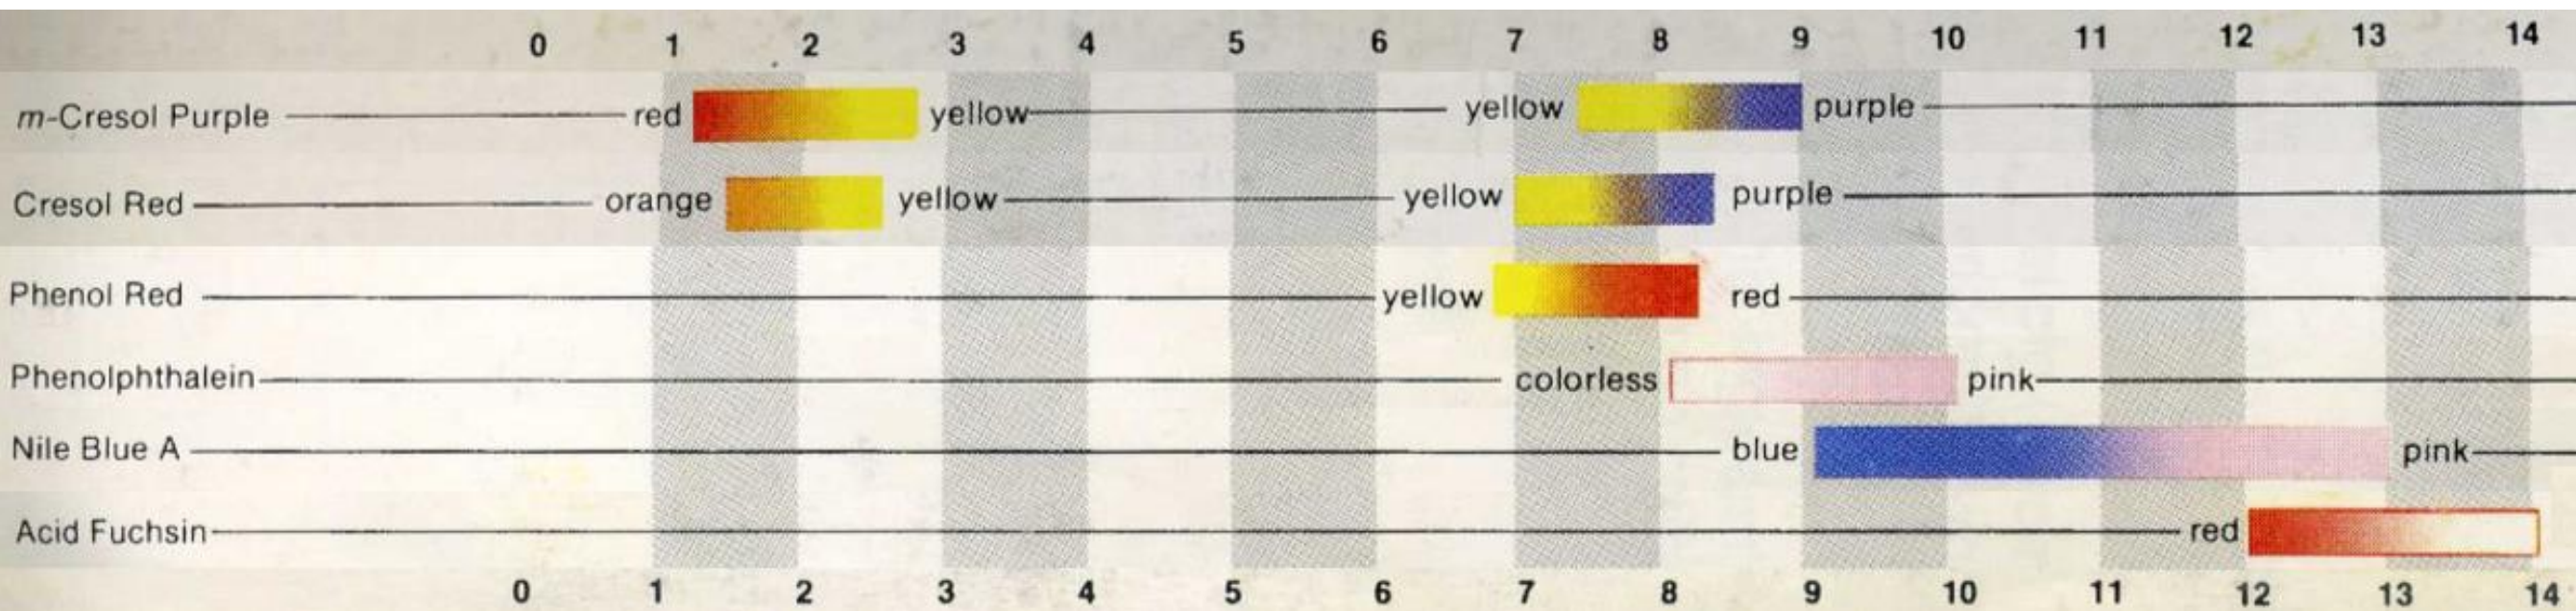 0 1 2 3 4 5 6 7 8 9 10 11 12 13 14
m-Cresol Purple red yellow yellow purple
Cresol Red orange yellow yellow purple
Phenol Red yellow red
Phenolphthalein colorless pink
Nile Blue A blue pink
Acid Fuchsin red
0 1 2 3 4 5 6 7 8 9 10 11 12 13 14